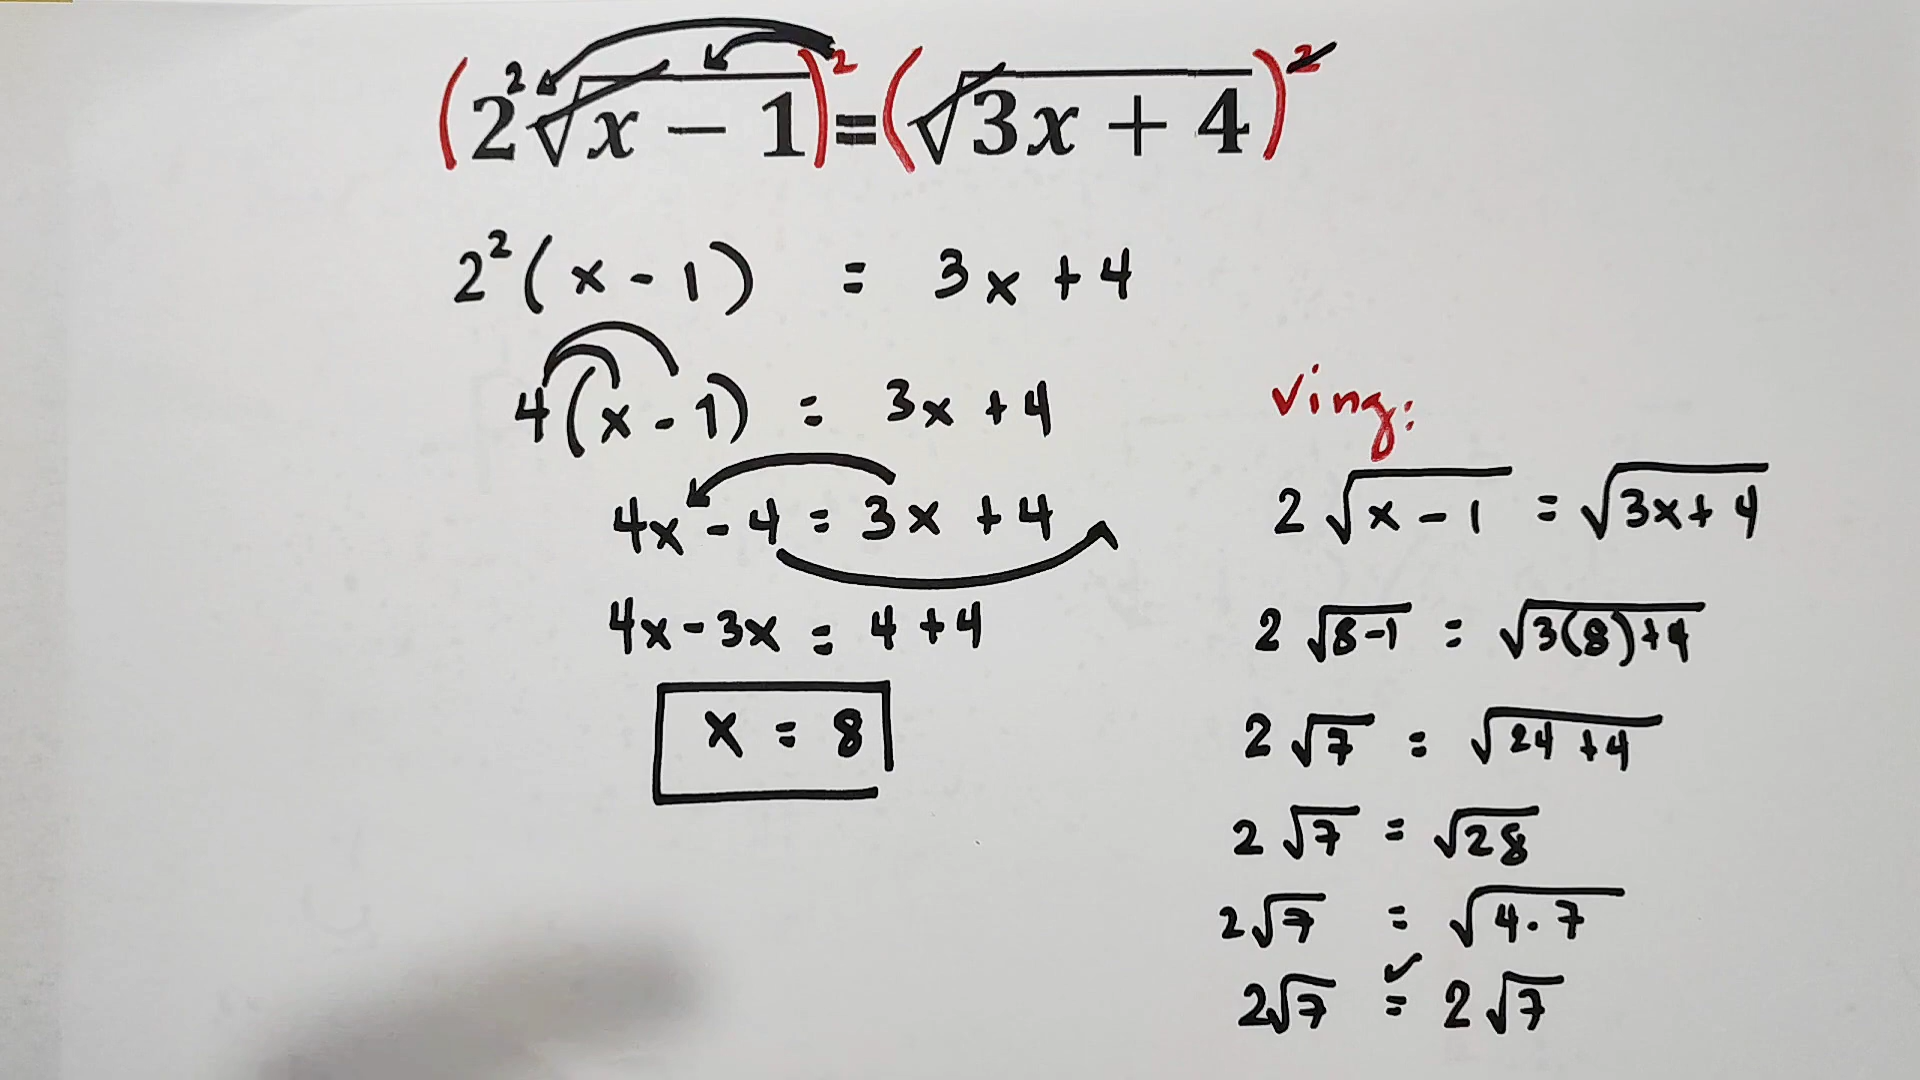 (2²√x − 1)² = (√3x + 4)²
2²(x - 1) = 3x + 4
4(x - 1) = 3x + 4
4x - 4 = 3x + 4
4x - 3x = 4 + 4
x = 8
Ving:
2√x - 1 = √3x + 4
2√8-1 = √3(8)+4
2√7 = √24 + 4
2√7 = √28
2√7 = √4·7
2√7 = 2√7 ✓